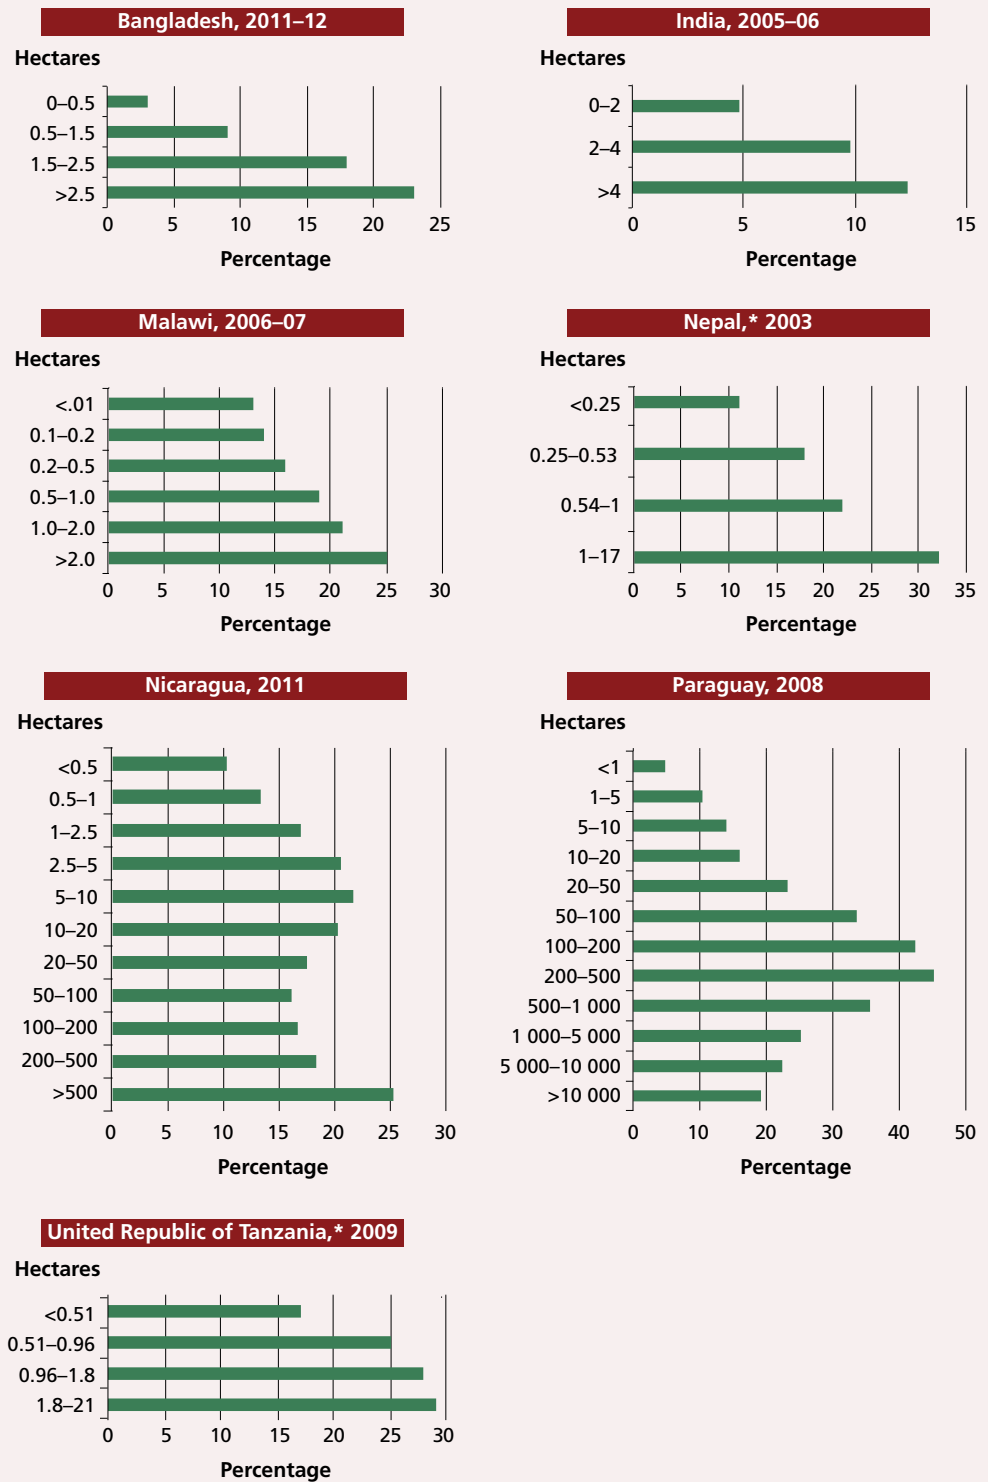 Bangladesh, 2011–12
Hectares
0–0.5
0.5–1.5
1.5–2.5
>2.5
0 5 10 15 20 25
Percentage
India, 2005–06
Hectares
0–2
2–4
>4
0 5 10 15
Percentage
Malawi, 2006–07
Hectares
<.01
0.1–0.2
0.2–0.5
0.5–1.0
1.0–2.0
>2.0
0 5 10 15 20 25 30
Percentage
Nepal,* 2003
Hectares
<0.25
0.25–0.53
0.54–1
1–17
0 5 10 15 20 25 30 35
Percentage
Nicaragua, 2011
Hectares
<0.5
0.5–1
1–2.5
2.5–5
5–10
10–20
20–50
50–100
100–200
200–500
>500
0 5 10 15 20 25 30
Percentage
Paraguay, 2008
Hectares
<1
1–5
5–10
10–20
20–50
50–100
100–200
200–500
500–1 000
1 000–5 000
5 000–10 000
>10 000
0 10 20 30 40 50
Percentage
United Republic of Tanzania,* 2009
Hectares
<0.51
0.51–0.96
0.96–1.8
1.8–21
0 5 10 15 20 25 30
Percentage